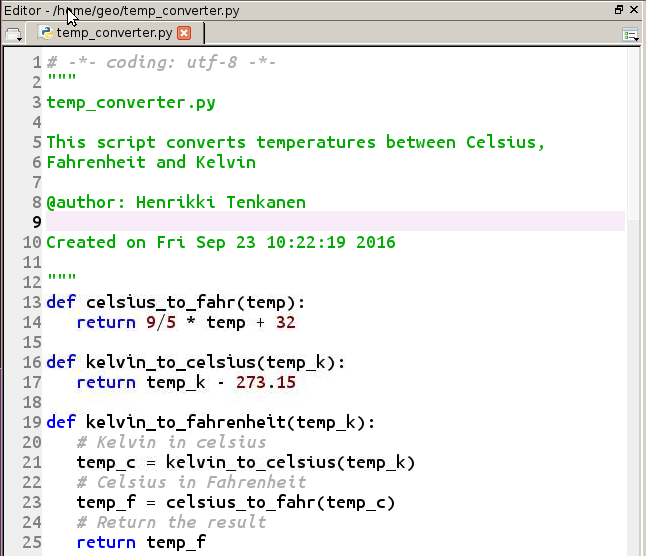 Editor - /home/geo/temp_converter.py
temp_converter.py
1 # -*- coding: utf-8 -*-
2 """
3 temp_converter.py
4
5 This script converts temperatures between Celsius,
6 Fahrenheit and Kelvin
7
8 @author: Henrikki Tenkanen
9
10 Created on Fri Sep 23 10:22:19 2016
11
12 """
13 def celsius_to_fahr(temp):
14    return 9/5 * temp + 32
15
16 def kelvin_to_celsius(temp_k):
17    return temp_k - 273.15
18
19 def kelvin_to_fahrenheit(temp_k):
20    # Kelvin in celsius
21    temp_c = kelvin_to_celsius(temp_k)
22    # Celsius in Fahrenheit
23    temp_f = celsius_to_fahr(temp_c)
24    # Return the result
25    return temp_f